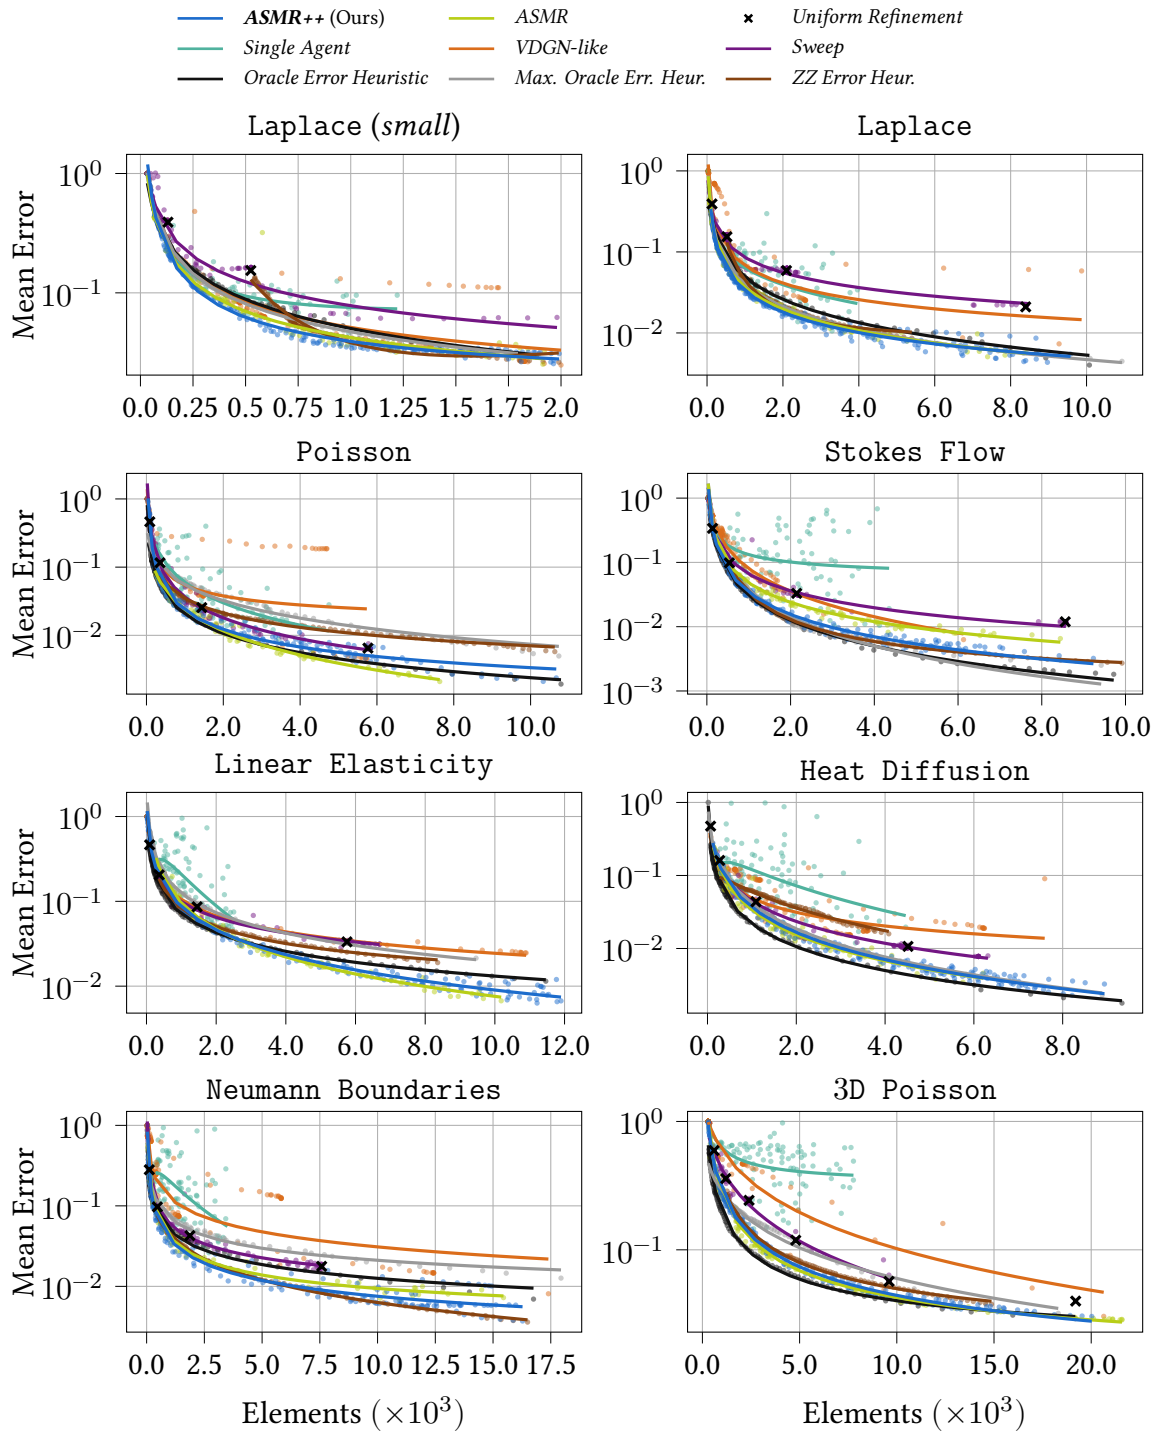 ASMR++ (Ours) ASMR Uniform Refinement
Single Agent VDGN-like Sweep
Oracle Error Heuristic Max. Oracle Err. Heur. ZZ Error Heur.
Laplace (small) Laplace
Mean Error
10^0 10^-1
0.0 0.25 0.5 0.75 1.0 1.25 1.5 1.75 2.0
10^0 10^-1 10^-2
0.0 2.0 4.0 6.0 8.0 10.0
Poisson Stokes Flow
Mean Error
10^0 10^-1 10^-2
0.0 2.0 4.0 6.0 8.0 10.0
10^0 10^-1 10^-2 10^-3
0.0 2.0 4.0 6.0 8.0 10.0
Linear Elasticity Heat Diffusion
Mean Error
10^0 10^-1 10^-2
0.0 2.0 4.0 6.0 8.0 10.0 12.0
10^0 10^-1 10^-2
0.0 2.0 4.0 6.0 8.0
Neumann Boundaries 3D Poisson
Mean Error
10^0 10^-1 10^-2
0.0 2.5 5.0 7.5 10.0 12.5 15.0 17.5
10^0 10^-1
0.0 5.0 10.0 15.0 20.0
Elements (×10^3) Elements (×10^3)